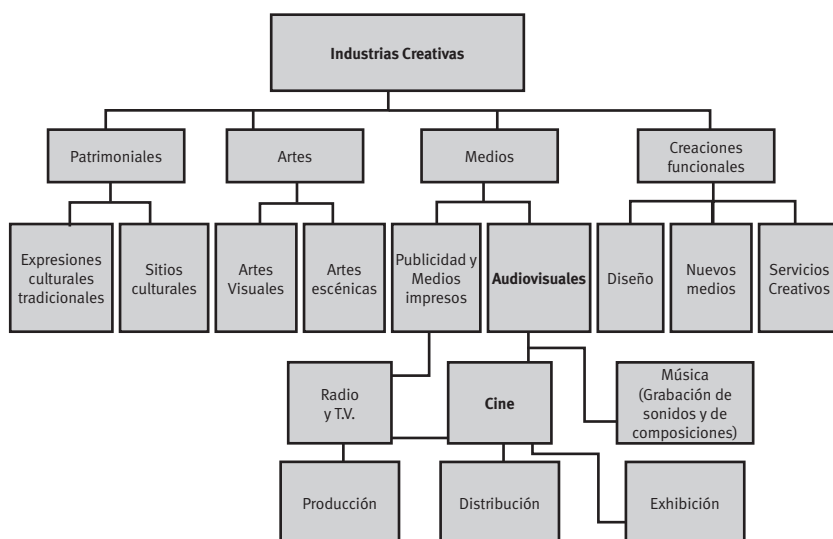 Industrias Creativas
Patrimoniales
Artes
Medios
Creaciones
funcionales
Expresiones
culturales
tradicionales
Sitios
culturales
Artes
Visuales
Artes
escénicas
Publicidad y
Medios
impresos
Audiovisuales
Diseño
Nuevos
medios
Servicios
Creativos
Radio
y T.V.
Cine
Música
(Grabación de
sonidos y de
composiciones)
Producción
Distribución
Exhibición